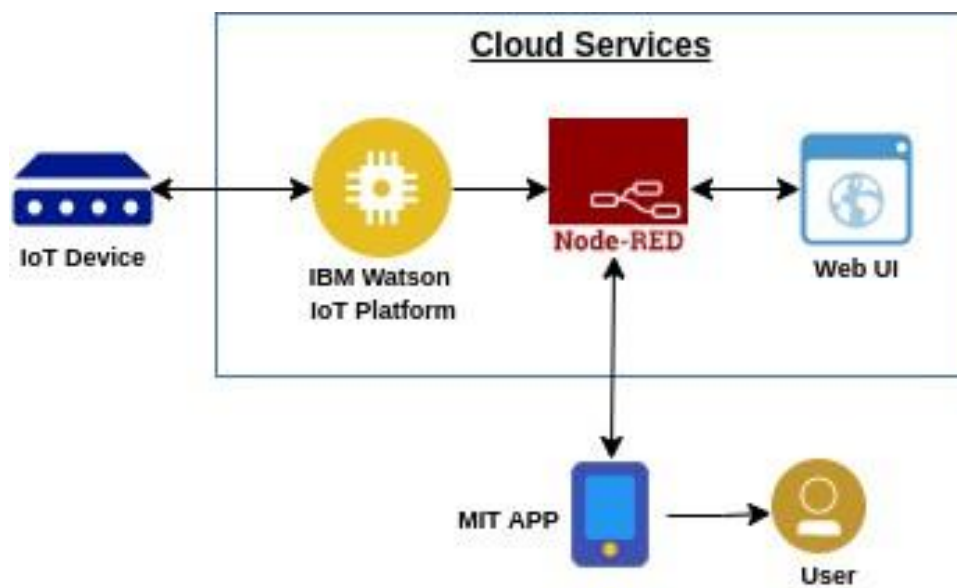 Cloud Services
IoT Device
IBM Watson
IoT Platform
Node-RED
Web UI
MIT APP
User